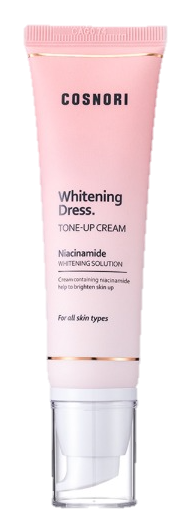 COSNORI
Whitening
Dress.
TONE-UP CREAM
Niacinamide
WHITENING SOLUTION
Cream containing niacinamide
help to brighten skin up
For all skin types